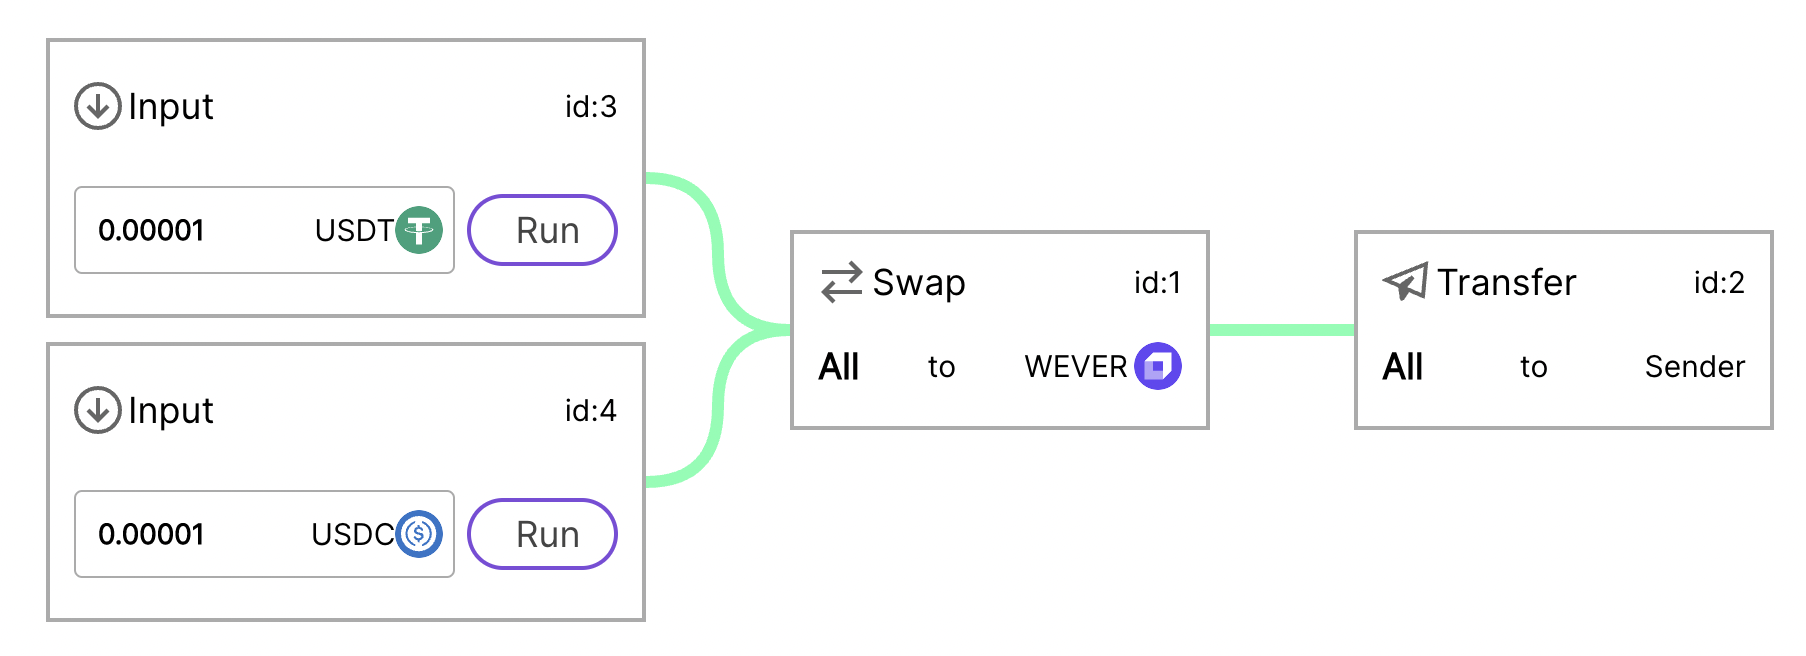 Input id:3
0.00001 USDT Run
Input id:4
0.00001 USDC Run
Swap id:1
All to WEVER
Transfer id:2
All to Sender